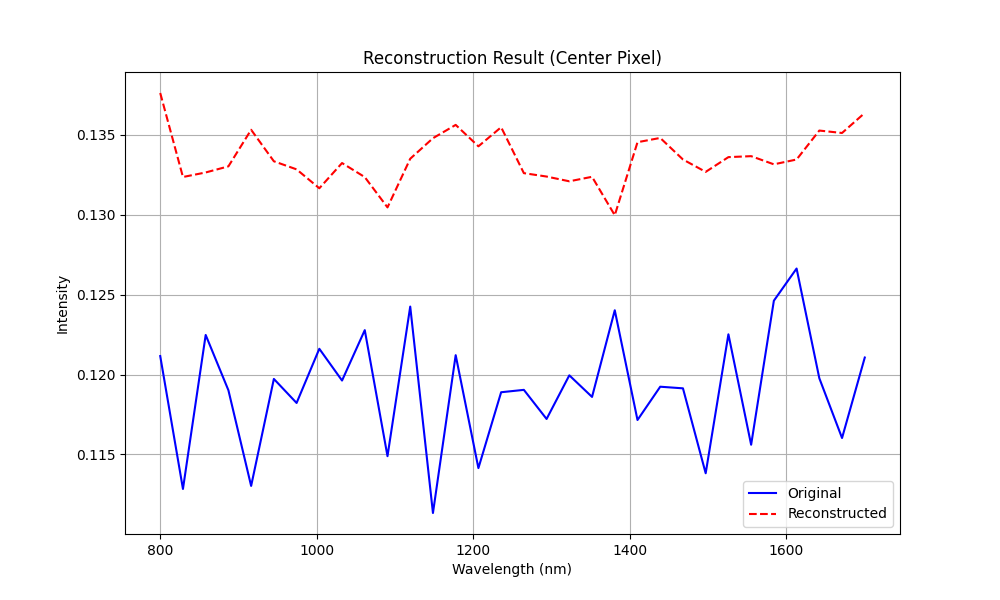 Reconstruction Result (Center Pixel)
0.135
0.130
0.125
0.120
0.115
Intensity
800 1000 1200 1400 1600
Wavelength (nm)
Original
Reconstructed